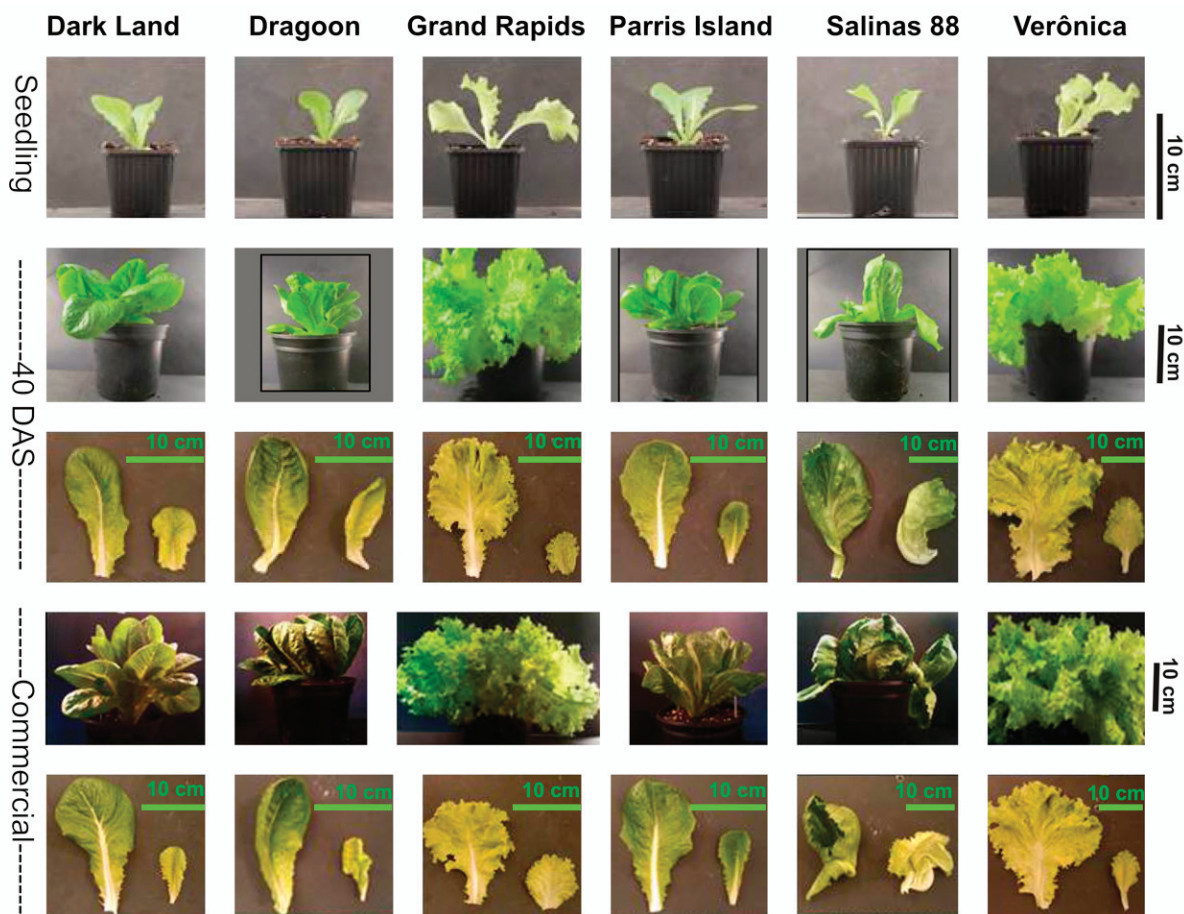 Dark Land
Dragoon
Grand Rapids
Parris Island
Salinas 88
Verônica
Seedling
10 cm
----------40 DAS----------
10 cm
10 cm
10 cm
10 cm
10 cm
10 cm
10 cm
-------Commercial-------
10 cm
10 cm
10 cm
10 cm
10 cm
10 cm
10 cm